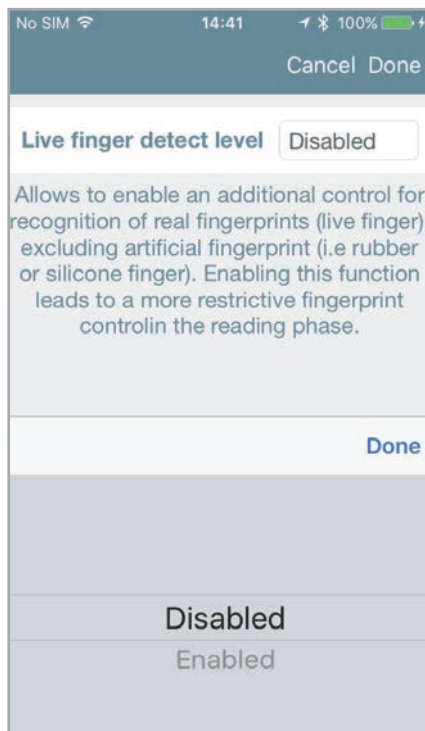 No SIM 14:41 100%
Cancel Done
Live finger detect level Disabled
Allows to enable an additional control for
recognition of real fingerprints (live finger)
excluding artificial fingerprint (i.e rubber
or silicone finger). Enabling this function
leads to a more restrictive fingerprint
controlin the reading phase.
Done
Disabled
Enabled